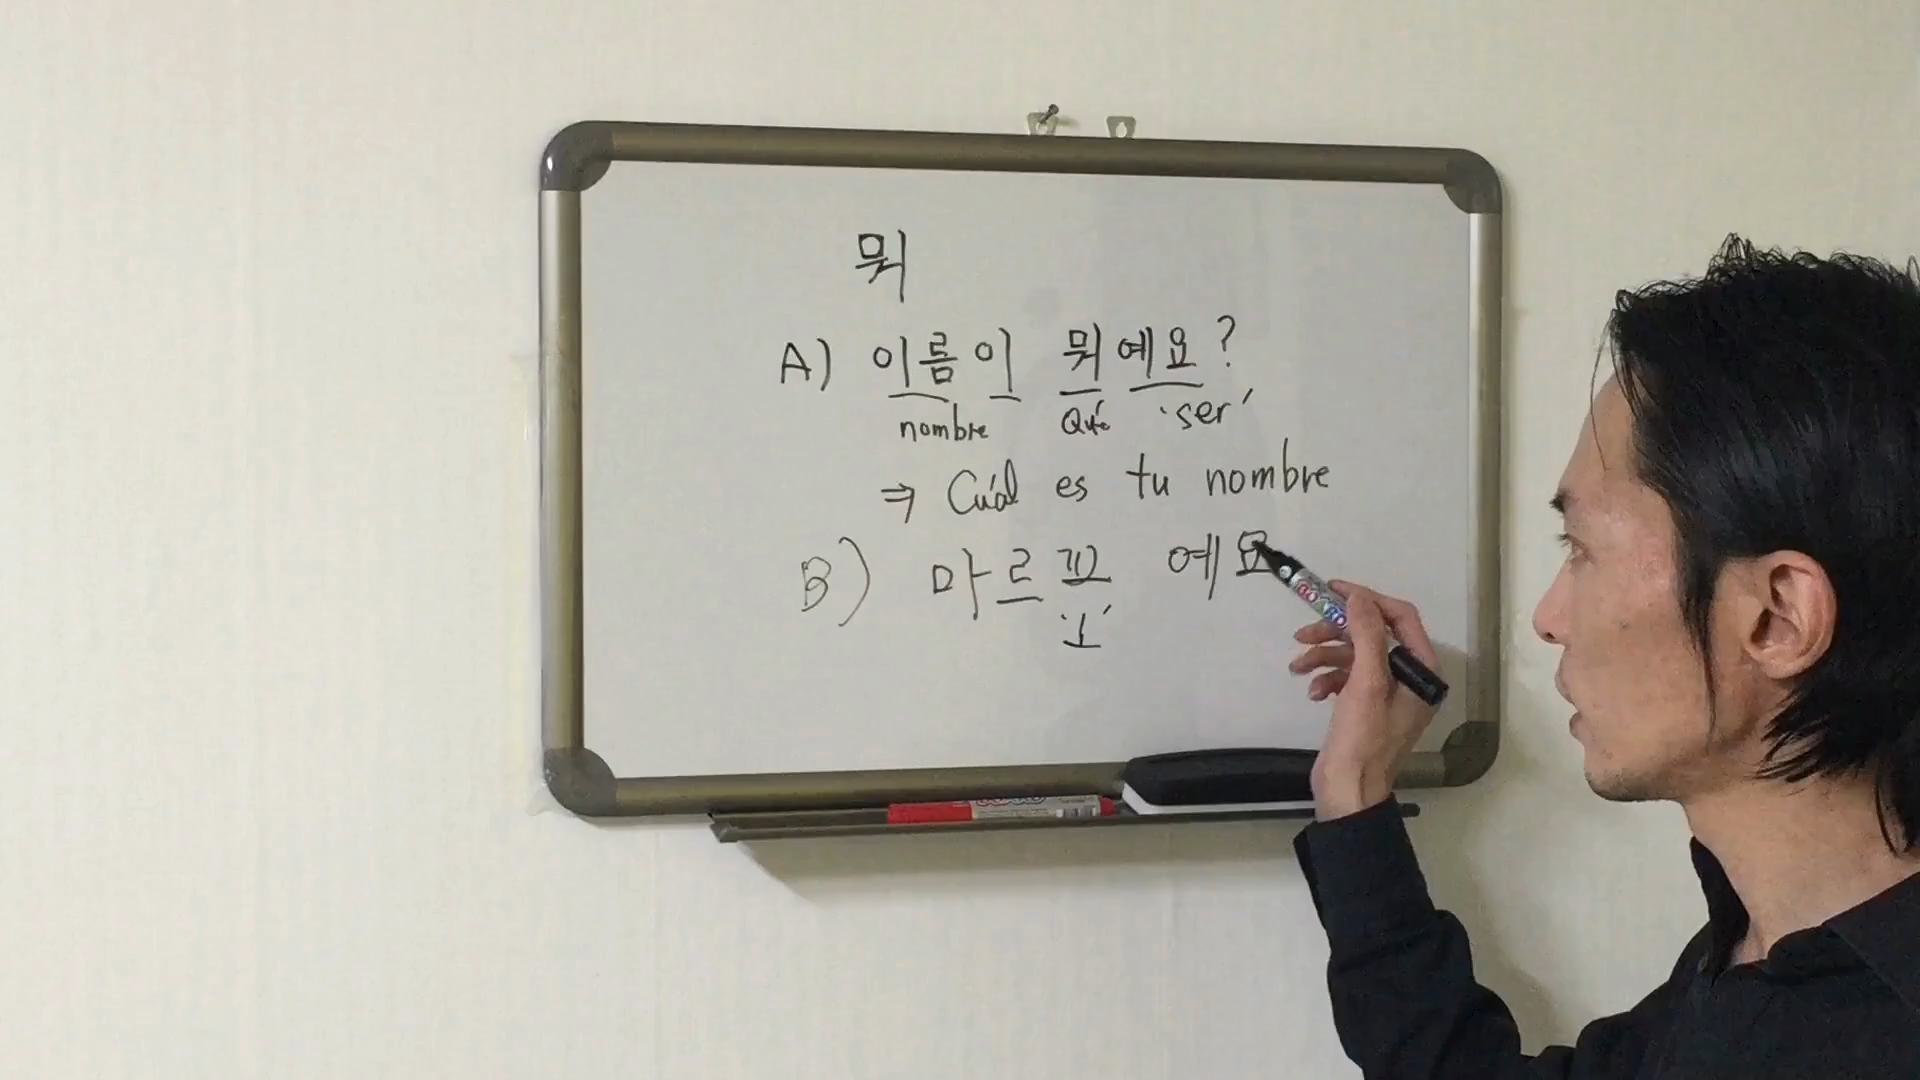 뭐
A) 이름이 뭐예요?
nombre Qué 'ser'
⇒ Cuál es tu nombre
B) 마르꼬 예요
'ㅗ'